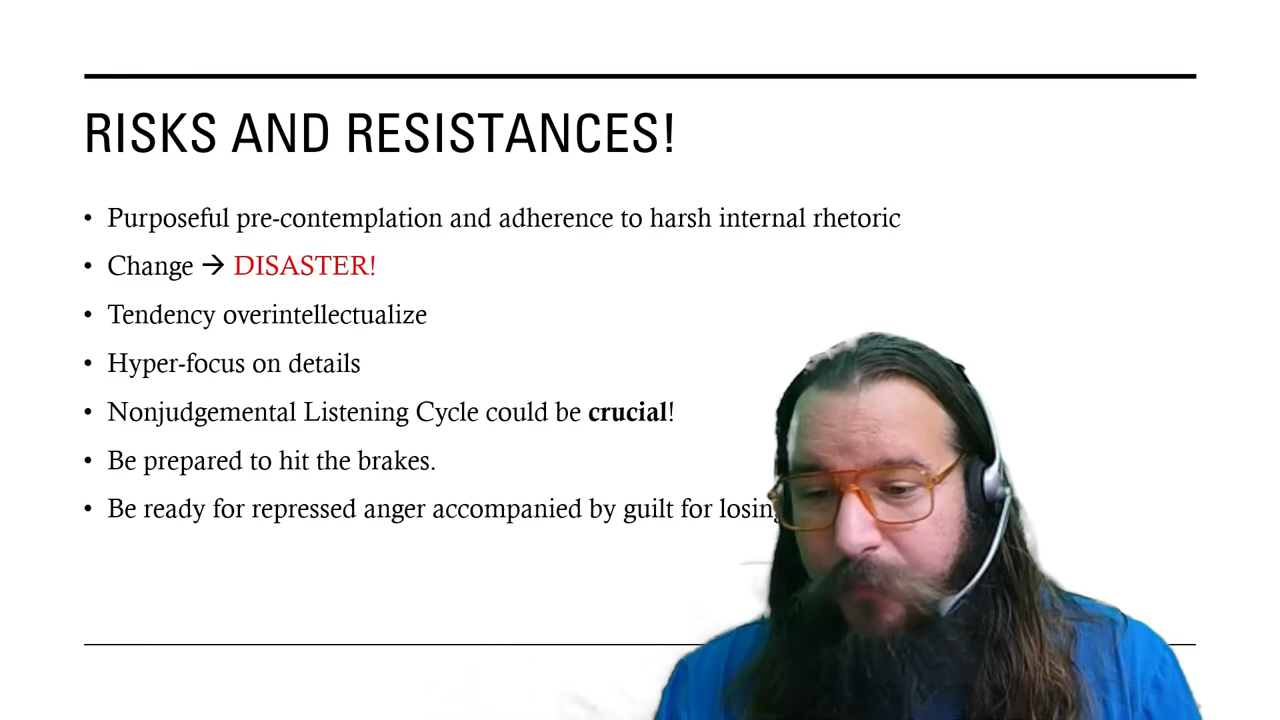 RISKS AND RESISTANCES!
• Purposeful pre-contemplation and adherence to harsh internal rhetoric
• Change → DISASTER!
• Tendency overintellectualize
• Hyper-focus on details
• Nonjudgemental Listening Cycle could be crucial!
• Be prepared to hit the brakes.
• Be ready for repressed anger accompanied by guilt for